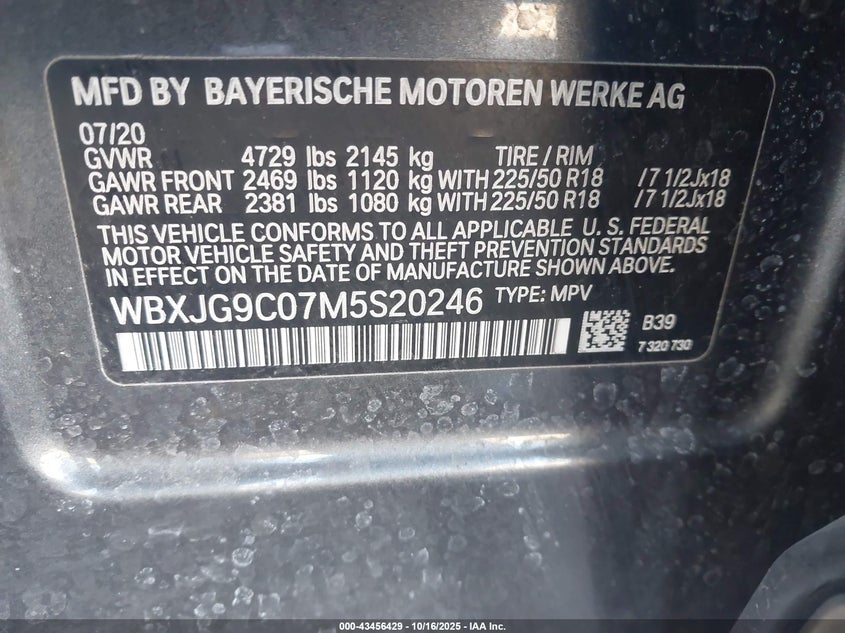 MFD BY BAYERISCHE MOTOREN WERKE AG
07/20
GVWR 4729 lbs 2145 kg TIRE / RIM
GAWR FRONT 2469 lbs 1120 kg WITH 225/50 R18 /7 1/2Jx18
GAWR REAR 2381 lbs 1080 kg WITH 225/50 R18 /7 1/2Jx18
THIS VEHICLE CONFORMS TO ALL APPLICABLE U. S. FEDERAL
MOTOR VEHICLE SAFETY AND THEFT PREVENTION STANDARDS
IN EFFECT ON THE DATE OF MANUFACTURE SHOWN ABOVE.
WBXJG9C07M5S20246 TYPE: MPV
B39
7 320 730
000-43456429 - 10/16/2025 - IAA Inc.